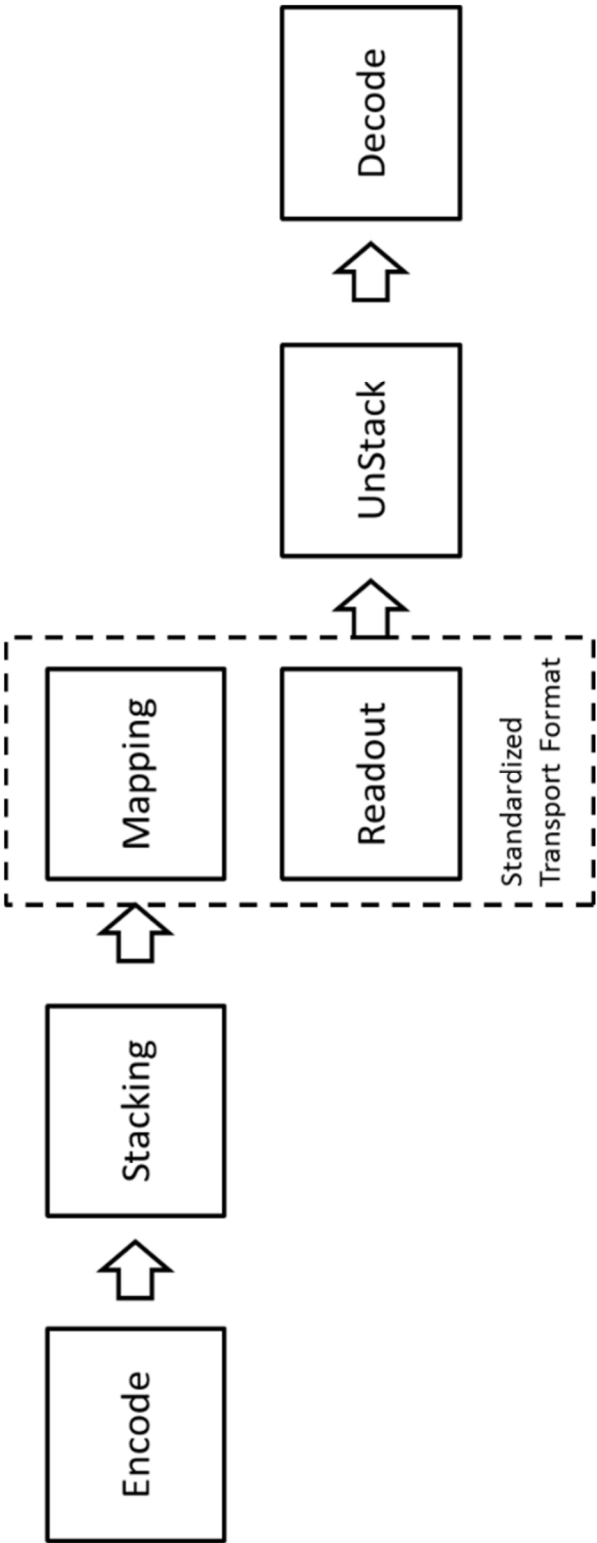 Encode
Stacking
Mapping
Readout
Standardized
Transport Format
UnStack
Decode